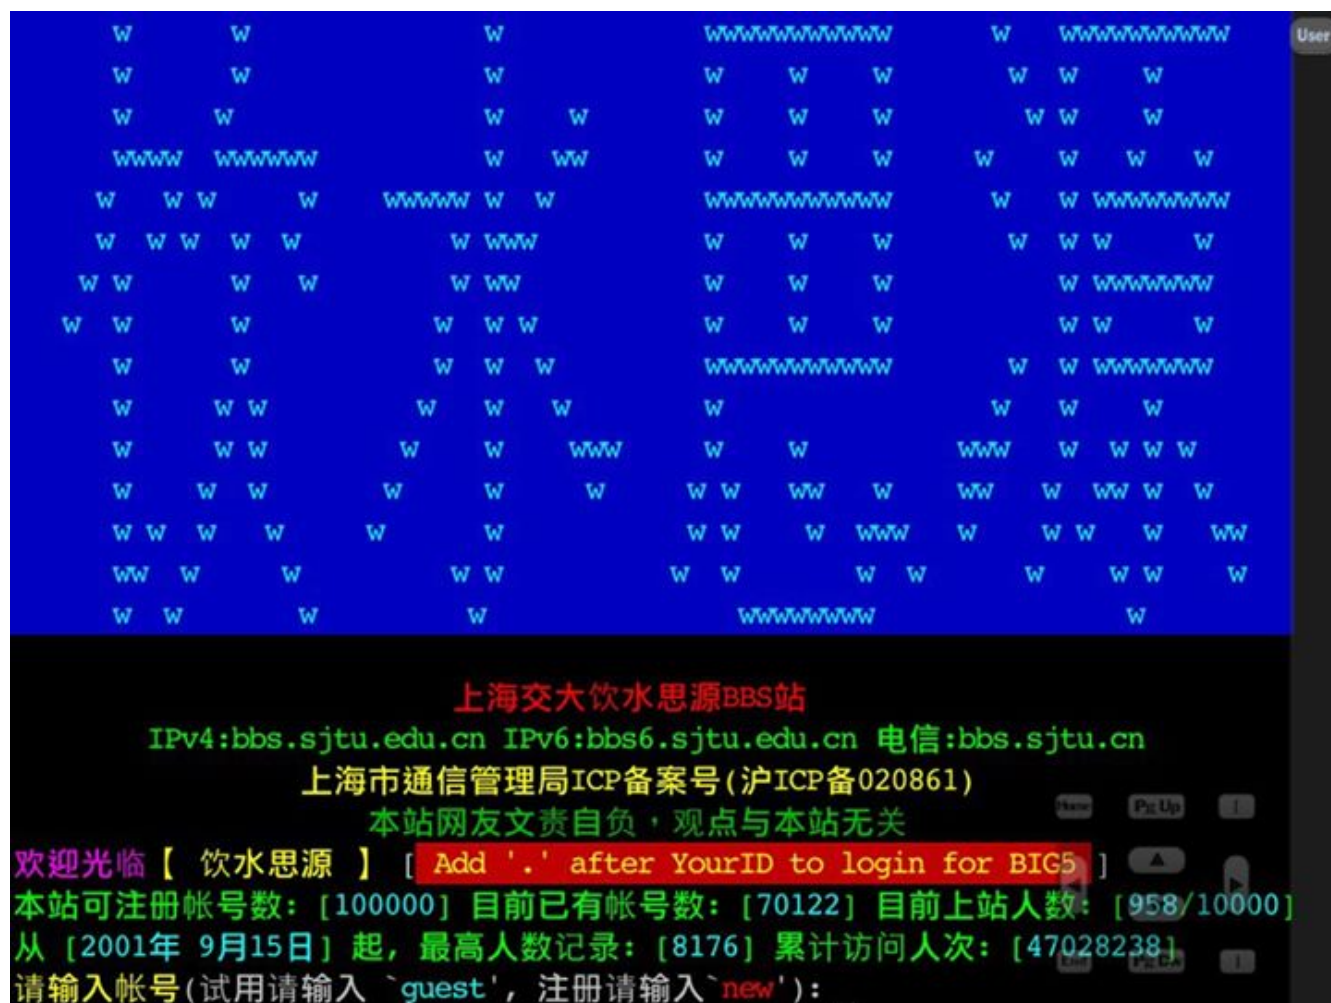 User
上海交大饮水思源BBS站
IPv4:bbs.sjtu.edu.cn IPv6:bbs6.sjtu.edu.cn 电信:bbs.sjtu.cn
上海市通信管理局ICP备案号(沪ICP备020861)
本站网友文责自负，观点与本站无关
Home Pg Up [
欢迎光临【 饮水思源 】 [ Add '.' after YourID to login for BIG5 ]
本站可注册帐号数: [100000] 目前已有帐号数: [70122] 目前上站人数: [958/10000]
从 [2001年 9月15日] 起, 最高人数记录: [8176] 累计访问人次: [47028238]
请输入帐号(试用请输入 `guest', 注册请输入`new'):